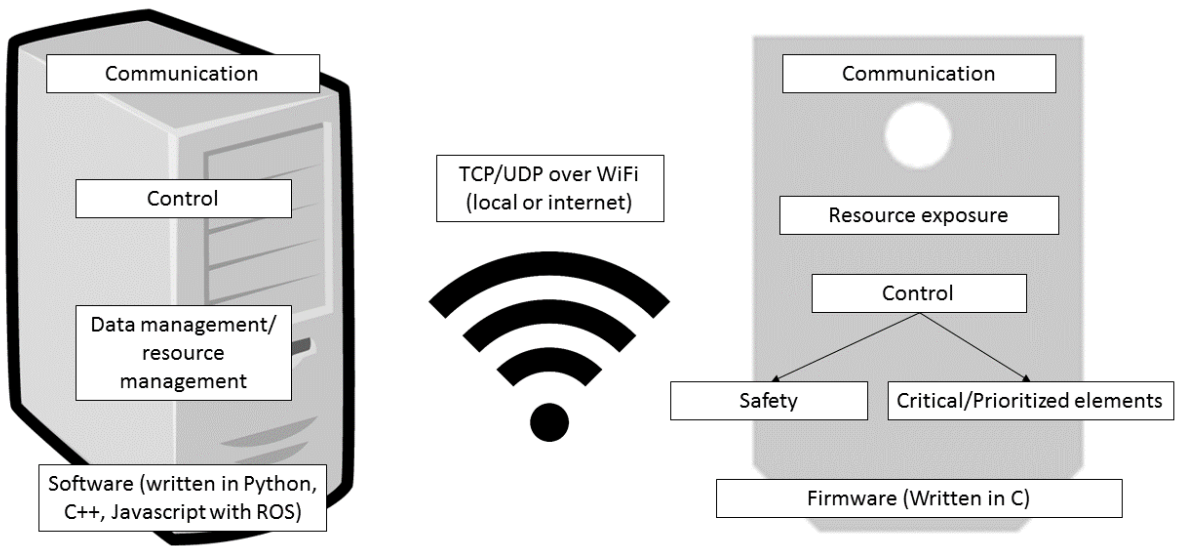 Communication
Control
Data management/
resource
management
Software (written in Python,
C++, Javascript with ROS)
TCP/UDP over WiFi
(local or internet)
Communication
Resource exposure
Control
Safety
Critical/Prioritized elements
Firmware (Written in C)